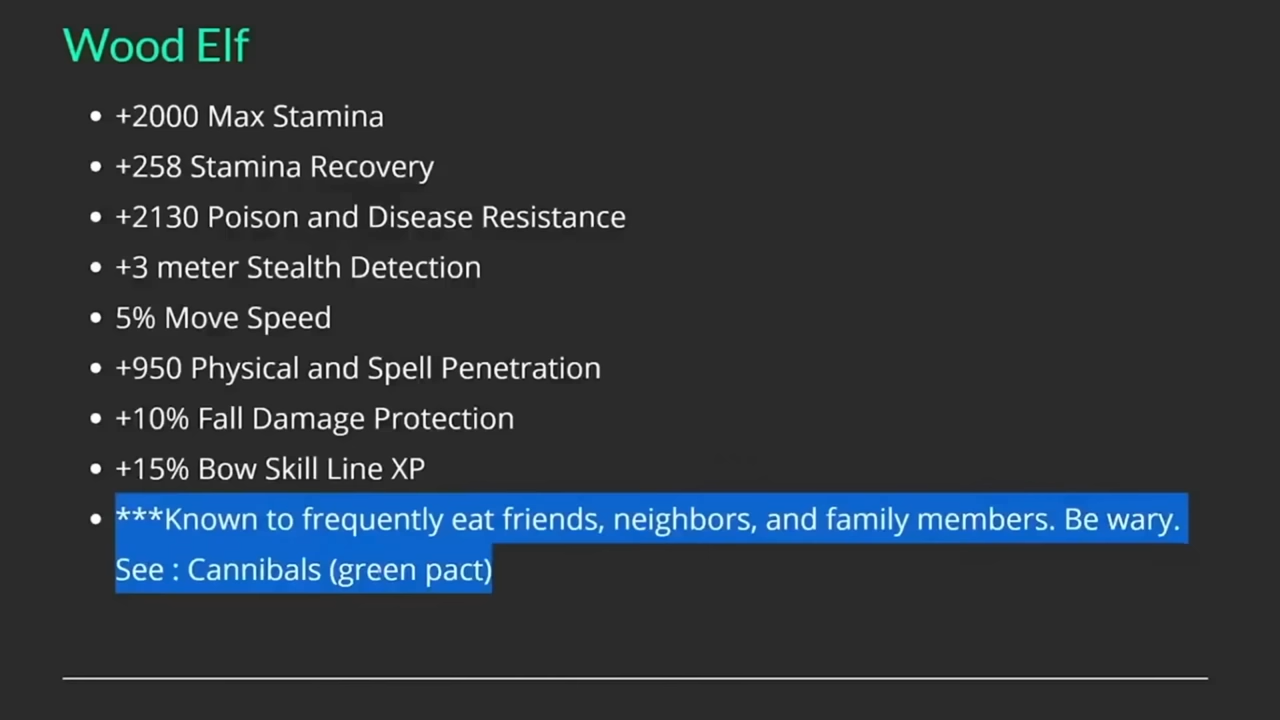 Wood Elf
+2000 Max Stamina
+258 Stamina Recovery
+2130 Poison and Disease Resistance
+3 meter Stealth Detection
5% Move Speed
+950 Physical and Spell Penetration
+10% Fall Damage Protection
+15% Bow Skill Line XP
***Known to frequently eat friends, neighbors, and family members. Be wary.
See : Cannibals (green pact)